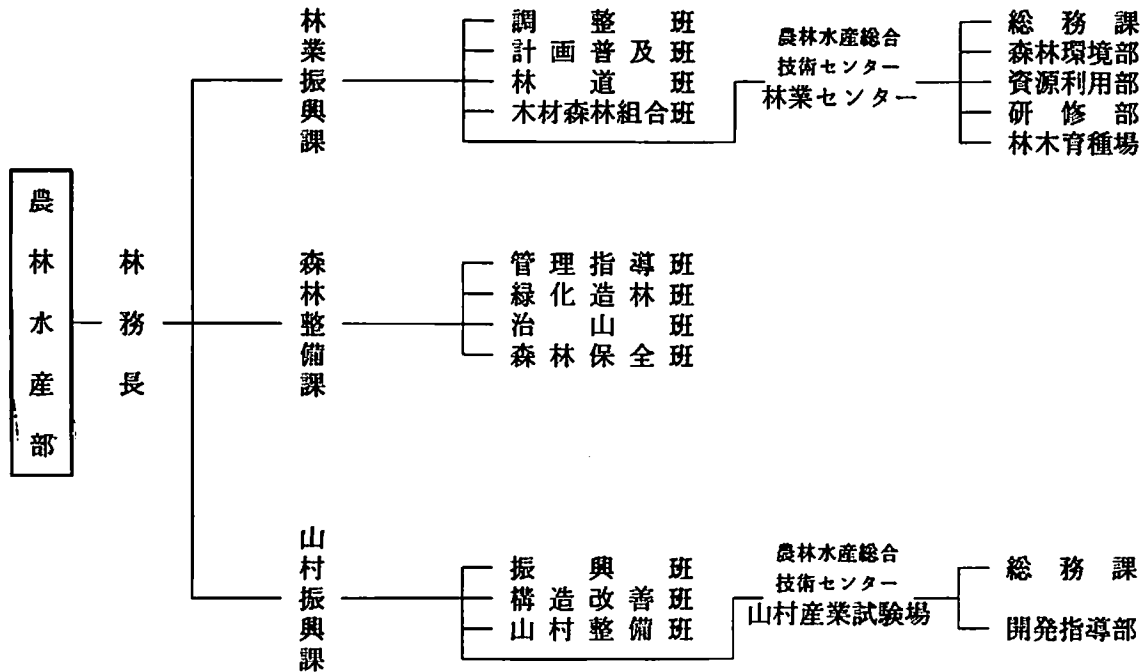 農林水産部
林務長
林業振興課
調整班
計画普及班
林道班
木材森林組合班
農林水産総合
技術センター
林業センター
総務課
森林環境部
資源利用部
研修部
林木育種場
森林整備課
管理指導班
緑化造林班
治山班
森林保全班
山村振興課
振興班
構造改善班
山村整備班
農林水産総合
技術センター
山村産業試験場
総務課
開発指導部